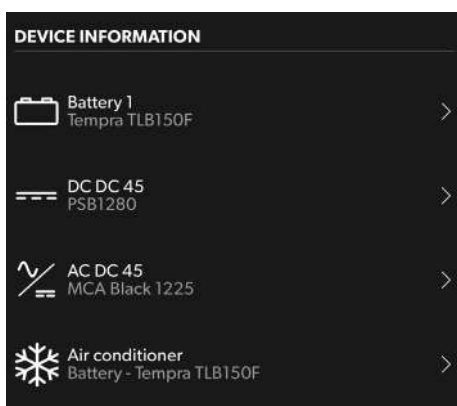 DEVICE INFORMATION
Battery 1
Tempra TLB150F
DC DC 45
PSB1280
AC DC 45
MCA Black 1225
Air conditioner
Battery - Tempra TLB150F